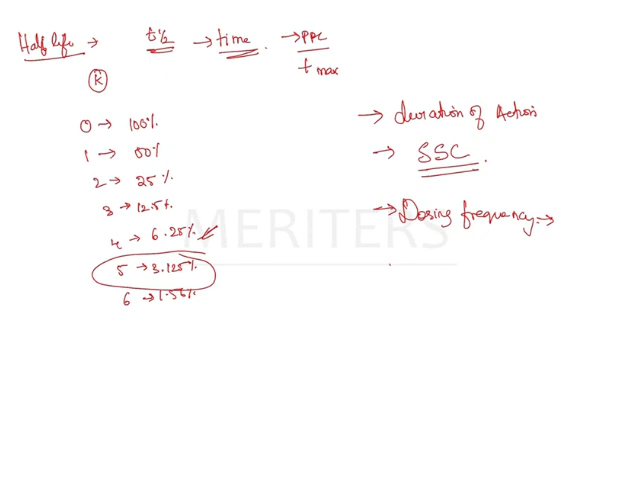 Half life → t½ → time. → PPC
t max
K
0 → 100%
1 → 50%
2 → 25%
3 → 12.5%
4 → 6.25%
5 → 3.125%
6 → 1.56%
→ duration of Action
→ SSC.
→ Dosing frequency →
MERITERS